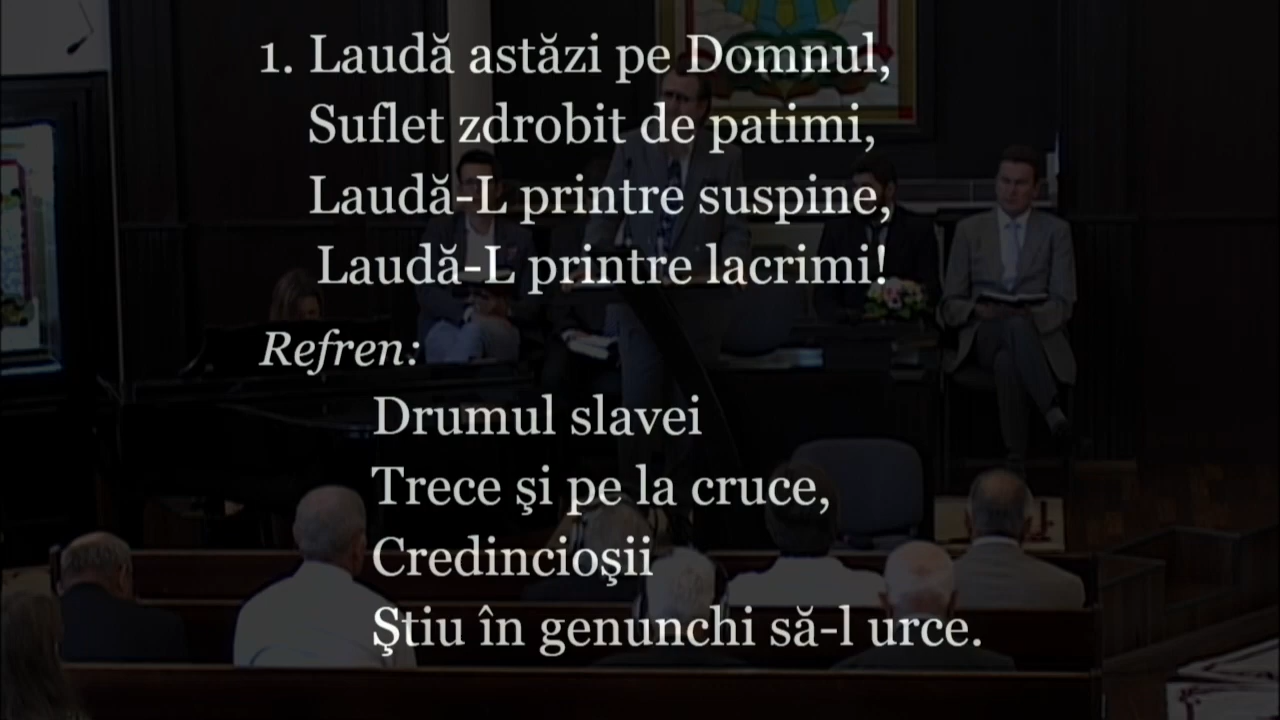 1. Laudă astăzi pe Domnul,
Suflet zdrobit de patimi,
Laudă-L printre suspine,
Laudă-L printre lacrimi!
Refren:
Drumul slavei
Trece şi pe la cruce,
Credincioşii
Ştiu în genunchi să-l urce.